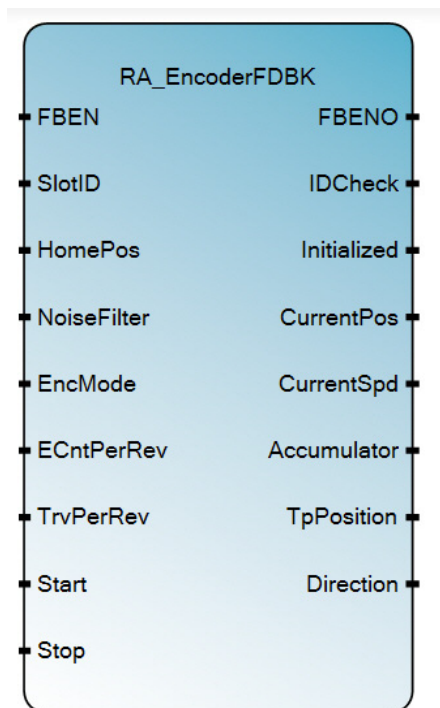 RA_EncoderFDBK
FBEN FBENO
SlotID IDCheck
HomePos Initialized
NoiseFilter CurrentPos
EncMode CurrentSpd
ECntPerRev Accumulator
TrvPerRev TpPosition
Start Direction
Stop